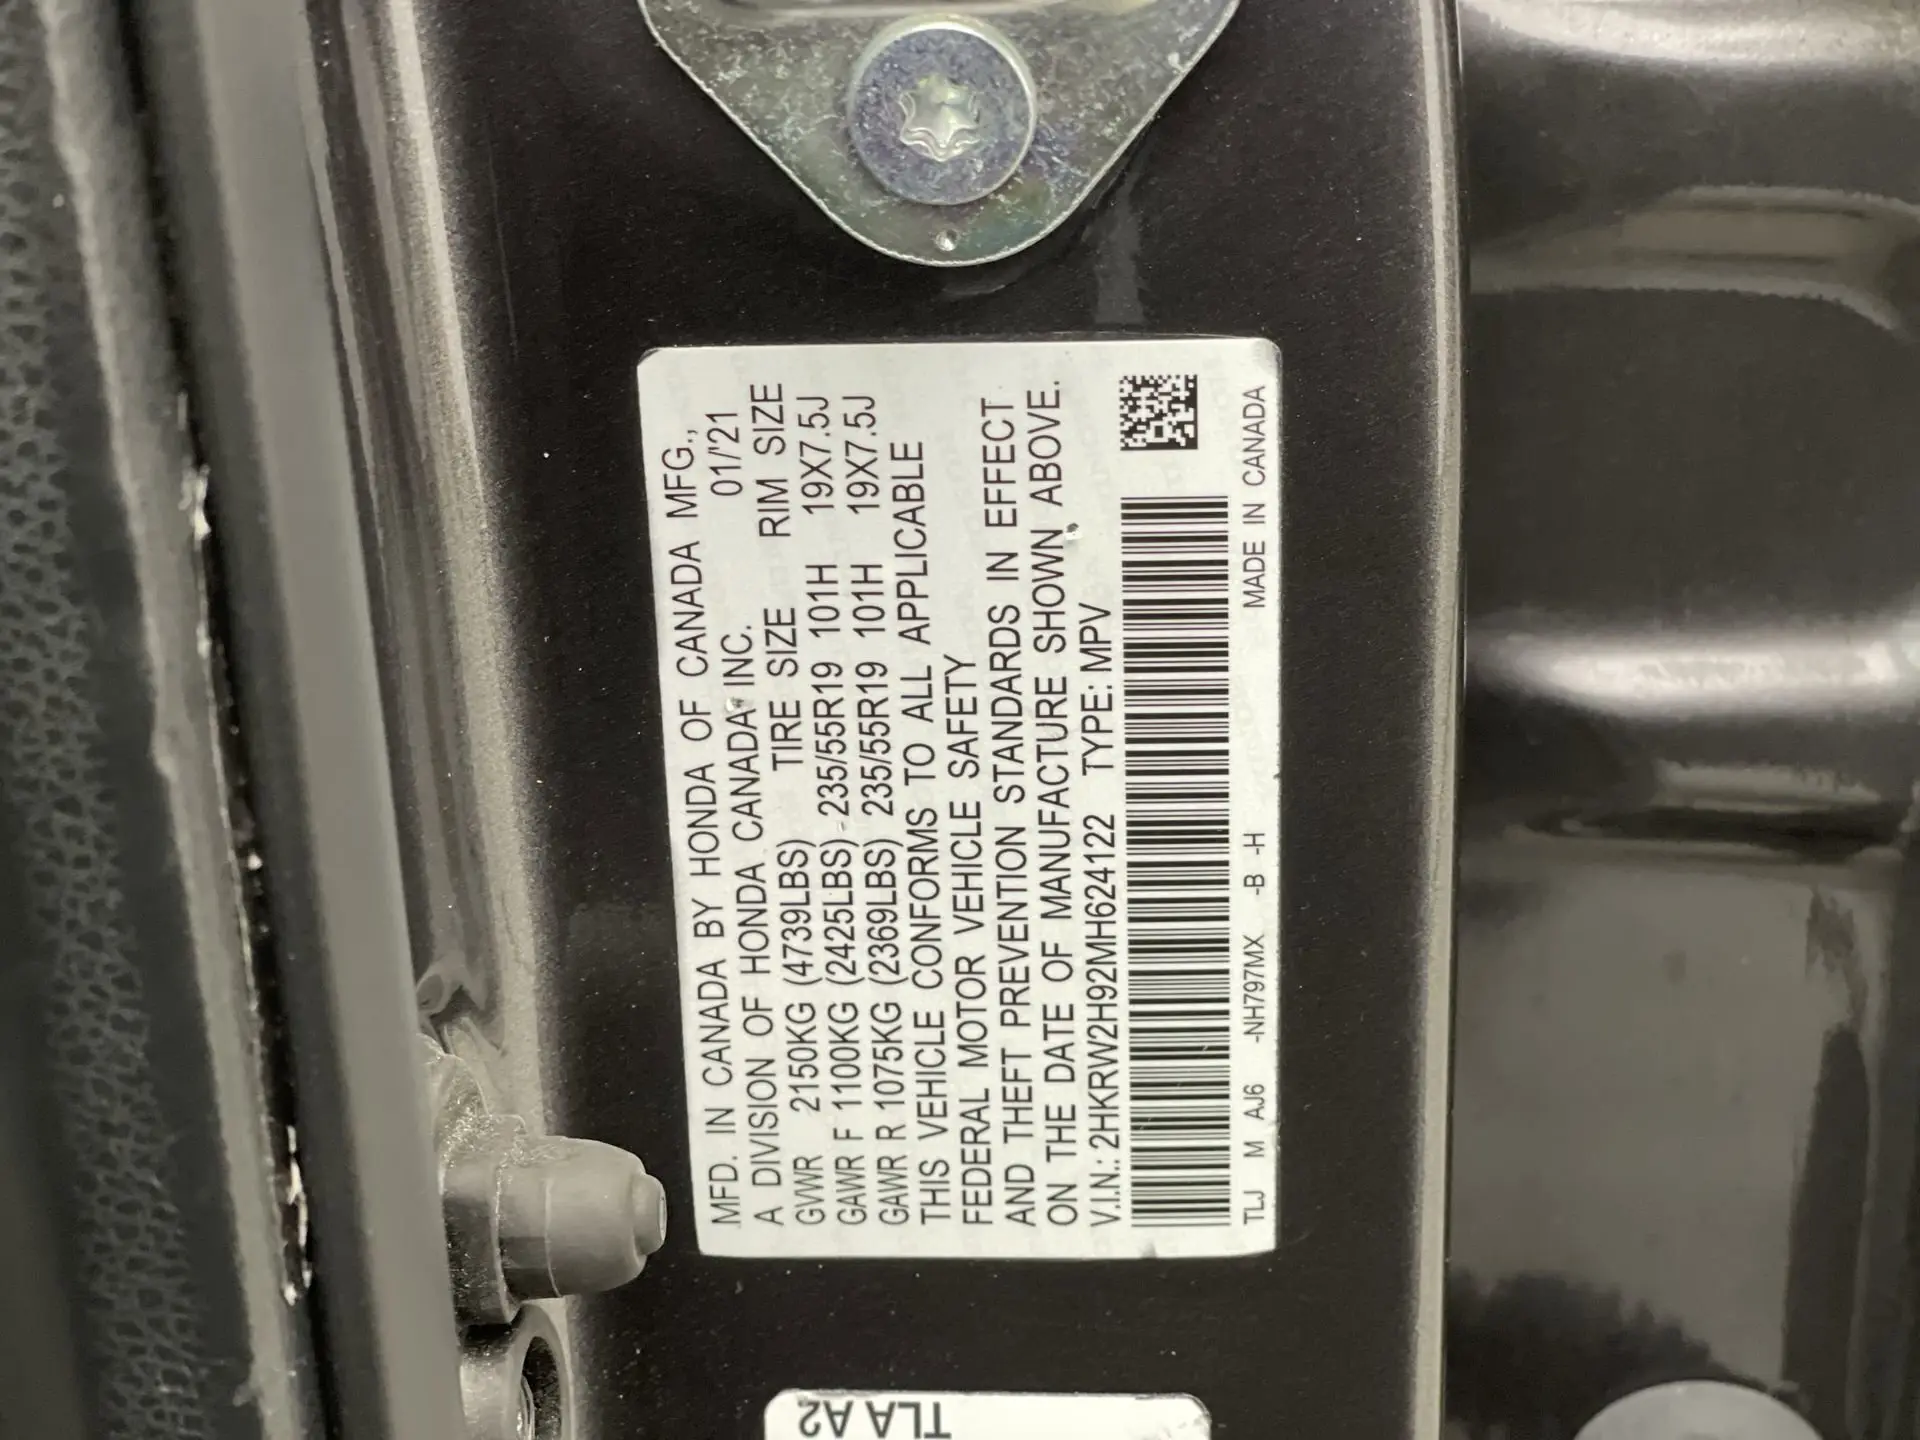 MFD. IN CANADA BY HONDA OF CANADA MFG.,
A DIVISION OF HONDA CANADA INC. 01/'21
GVWR 2150KG (4739LBS) TIRE SIZE RIM SIZE
GAWR F 1100KG (2425LBS) 235/55R19 101H 19X7.5J
GAWR R 1075KG (2369LBS) 235/55R19 101H 19X7.5J
THIS VEHICLE CONFORMS TO ALL APPLICABLE
FEDERAL MOTOR VEHICLE SAFETY
AND THEFT PREVENTION STANDARDS IN EFFECT
ON THE DATE OF MANUFACTURE SHOWN ABOVE.
V.I.N.: 2HKRW2H92MH624122 TYPE: MPV
TLJ M AJ6 -NH797MX -B -H MADE IN CANADA
TLA A2